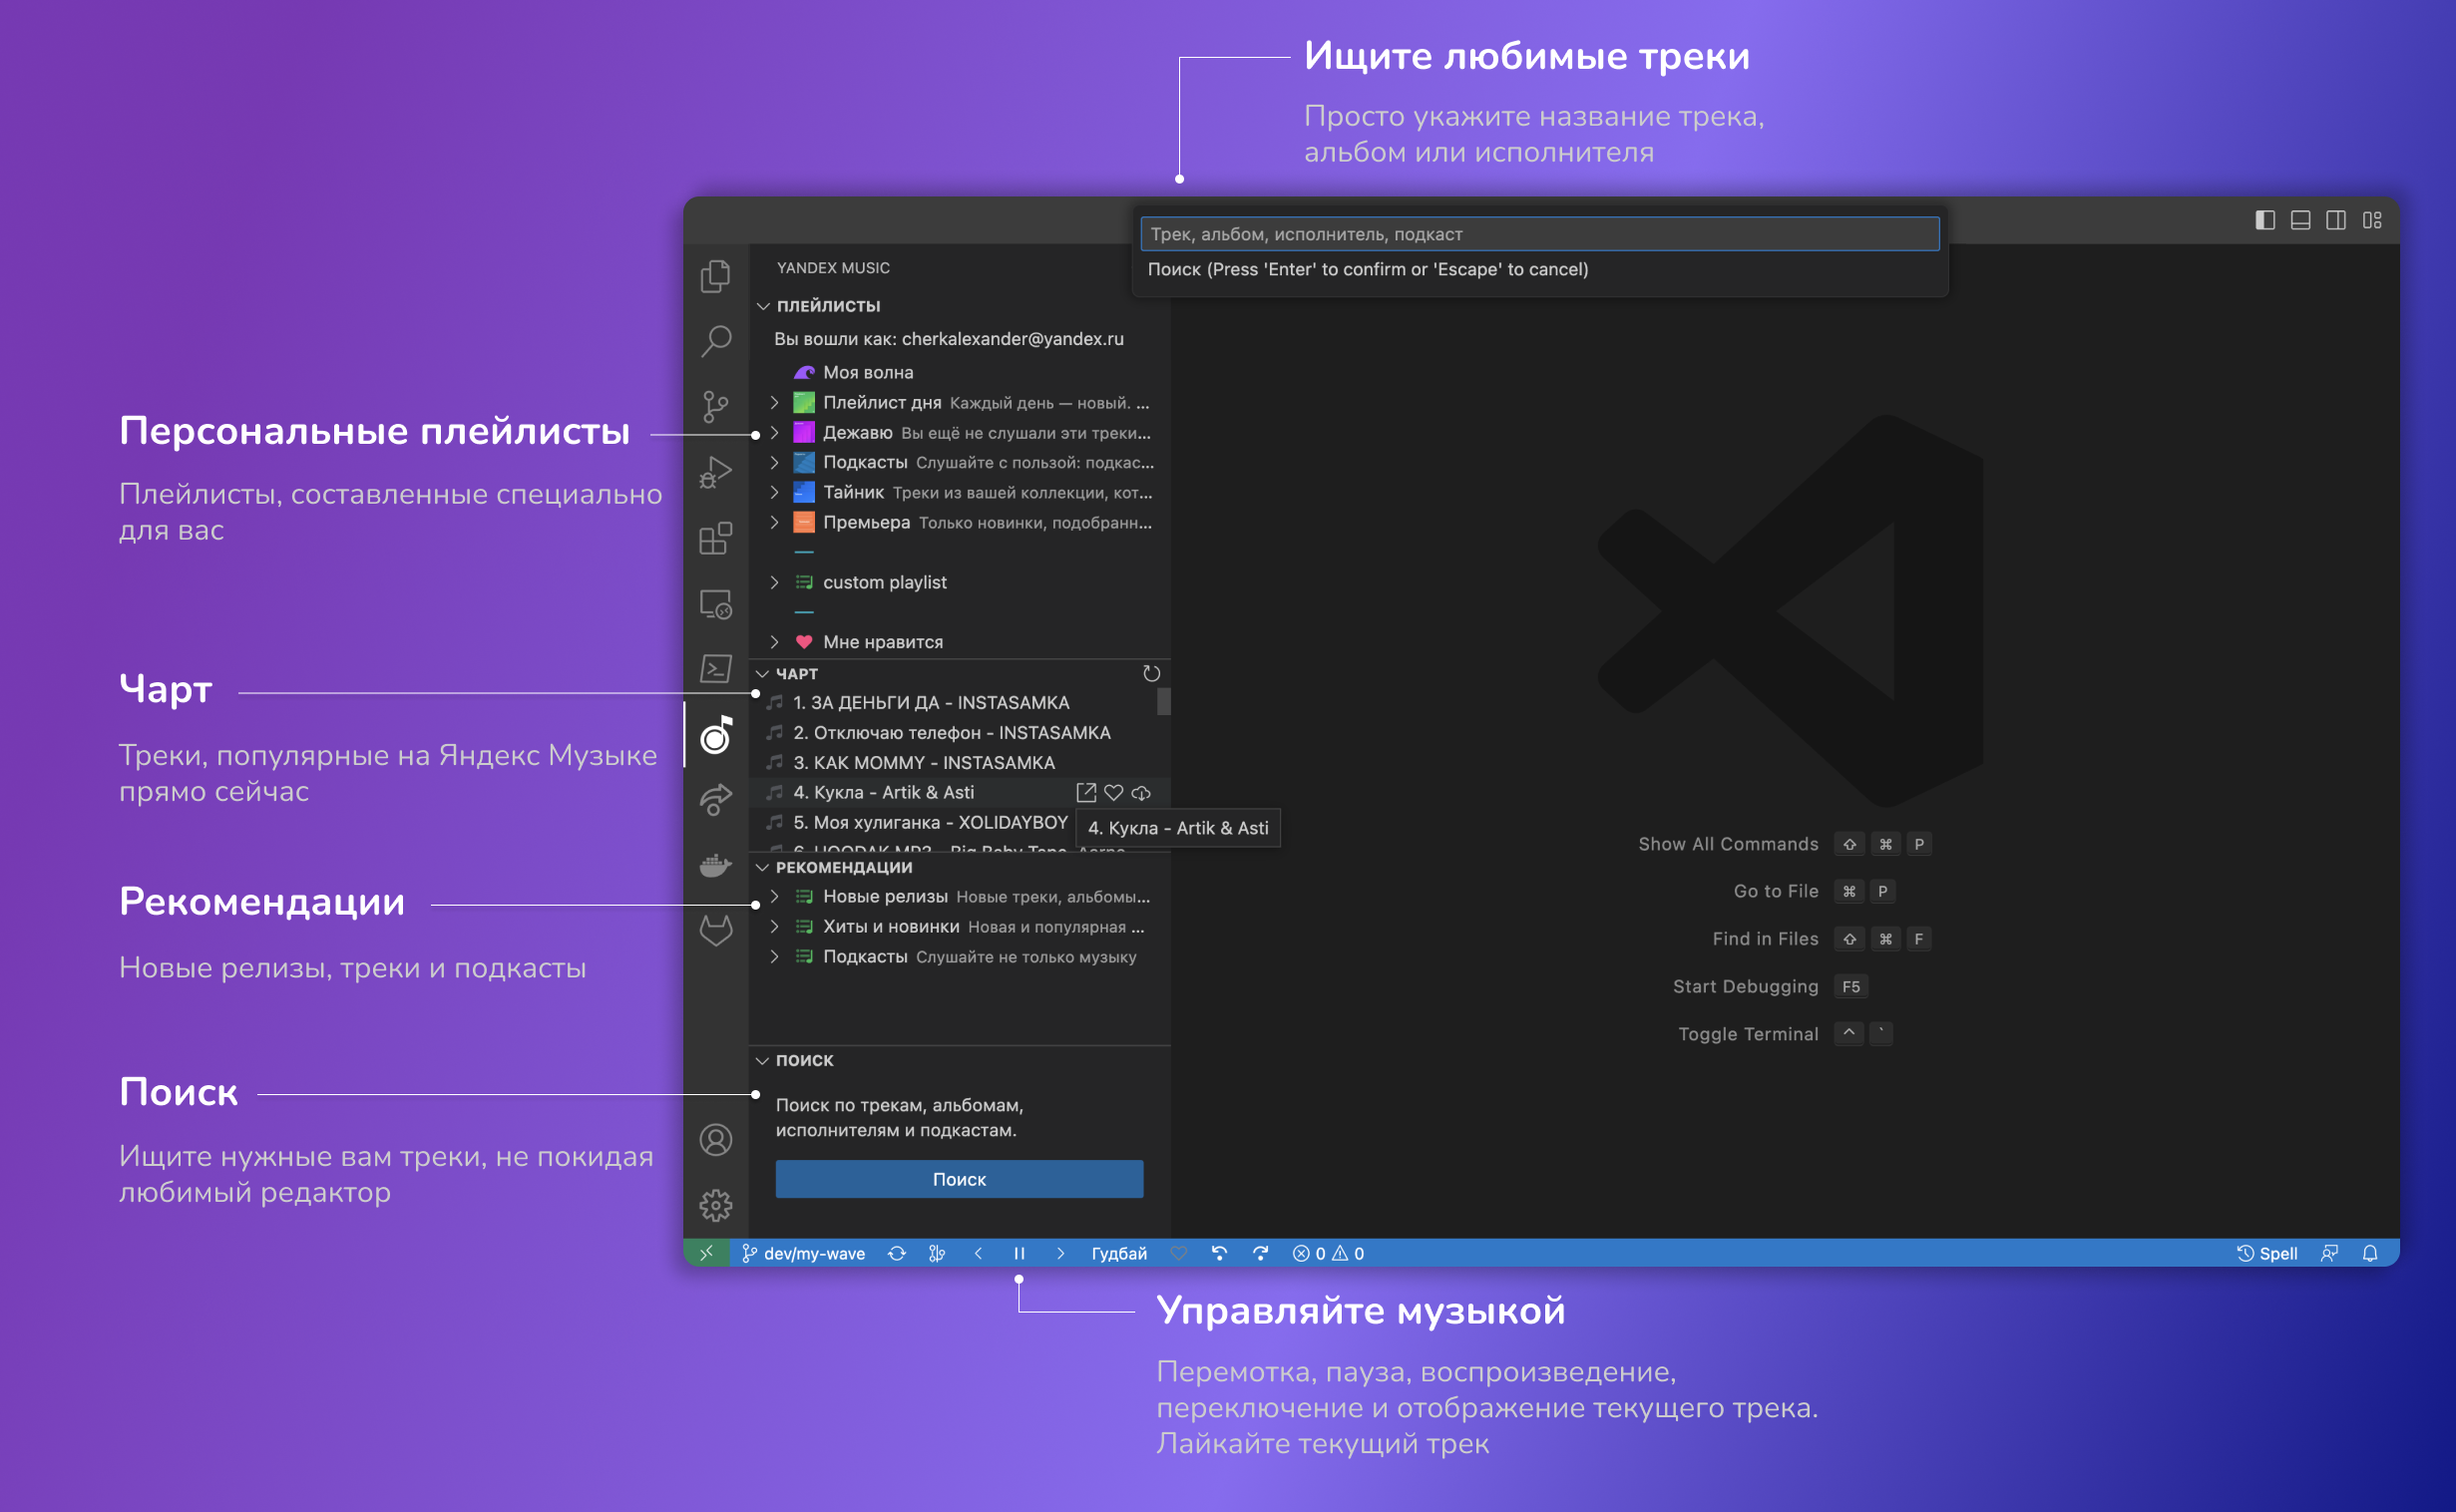 Ищите любимые треки
Просто укажите название трека,
альбом или исполнителя
Трек, альбом, исполнитель, подкаст
Поиск (Press 'Enter' to confirm or 'Escape' to cancel)
Персональные плейлисты
Плейлисты, составленные специально
для вас
Чарт
Треки, популярные на Яндекс Музыке
прямо сейчас
Рекомендации
Новые релизы, треки и подкасты
Поиск
Ищите нужные вам треки, не покидая
любимый редактор
YANDEX MUSIC
ПЛЕЙЛИСТЫ
Вы вошли как: cherkalexander@yandex.ru
Моя волна
Плейлист дня Каждый день — новый. ...
Дежавю Вы ещё не слушали эти треки...
Подкасты Слушайте с пользой: подкас...
Тайник Треки из вашей коллекции, кот...
Премьера Только новинки, подобранн...
custom playlist
Мне нравится
ЧАРТ
1. ЗА ДЕНЬГИ ДА - INSTASAMKA
2. Отключаю телефон - INSTASAMKA
3. КАК MOMMY - INSTASAMKA
4. Кукла - Artik & Asti
5. Моя хулиганка - XOLIDAYBOY
4. Кукла - Artik & Asti
РЕКОМЕНДАЦИИ
Новые релизы Новые треки, альбомы...
Хиты и новинки Новая и популярная ...
Подкасты Слушайте не только музыку
ПОИСК
Поиск по трекам, альбомам,
исполнителям и подкастам.
Поиск
Show All Commands ⇧ ⌘ P
Go to File ⌘ P
Find in Files ⇧ ⌘ F
Start Debugging F5
Toggle Terminal ^ `
dev/my-wave Гудбай 0 0 Spell
Управляйте музыкой
Перемотка, пауза, воспроизведение,
переключение и отображение текущего трека.
Лайкайте текущий трек